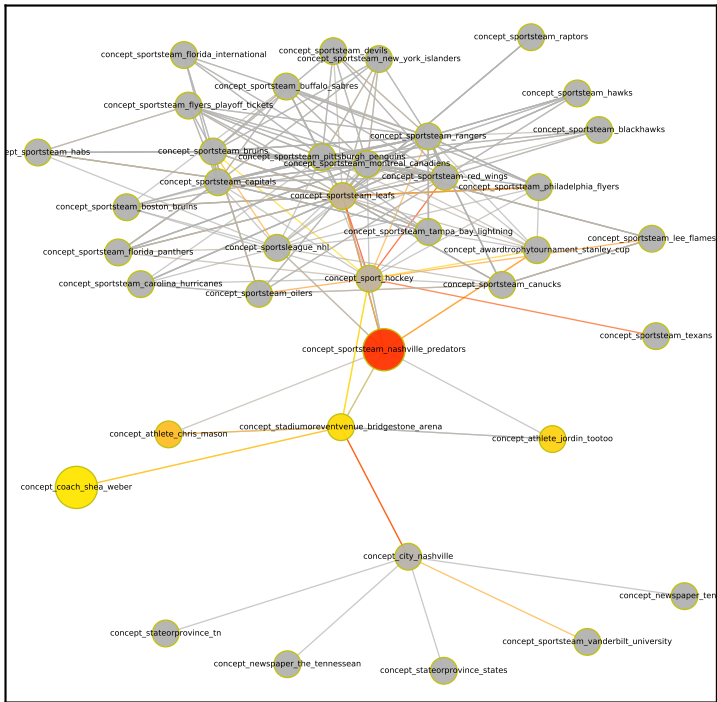 concept_sportsteam_raptors
concept_sportsteam_devils
concept_sportsteam_florida_international
concept_sportsteam_new_york_islanders
concept_sportsteam_buffalo_sabres
concept_sportsteam_hawks
concept_sportsteam_flyers_playoff_tickets
concept_sportsteam_blackhawks
concept_sportsteam_rangers
ept_sportsteam_habs
concept_sportsteam_bruins
concept_sportsteam_pittsburgh_penguins
concept_sportsteam_montreal_canadiens
concept_sportsteam_red_wings
concept_sportsteam_capitals
concept_sportsteam_philadelphia_flyers
concept_sportsteam_leafs
concept_sportsteam_boston_bruins
concept_sportsteam_tampa_bay_lightning
concept_sportsteam_lee_flames
concept_sportsleague_nhl
concept_awardtrophytournament_stanley_cup
concept_sportsteam_florida_panthers
concept_sport_hockey
concept_sportsteam_carolina_hurricanes
concept_sportsteam_canucks
concept_sportsteam_oilers
concept_sportsteam_texans
concept_sportsteam_nashville_predators
concept_stadiumoreventvenue_bridgestone_arena
concept_athlete_chris_mason
concept_athlete_jordin_tootoo
concept_coach_shea_weber
concept_city_nashville
concept_newspaper_ten
concept_stateorprovince_tn
concept_sportsteam_vanderbilt_university
concept_newspaper_the_tennessean
concept_stateorprovince_states